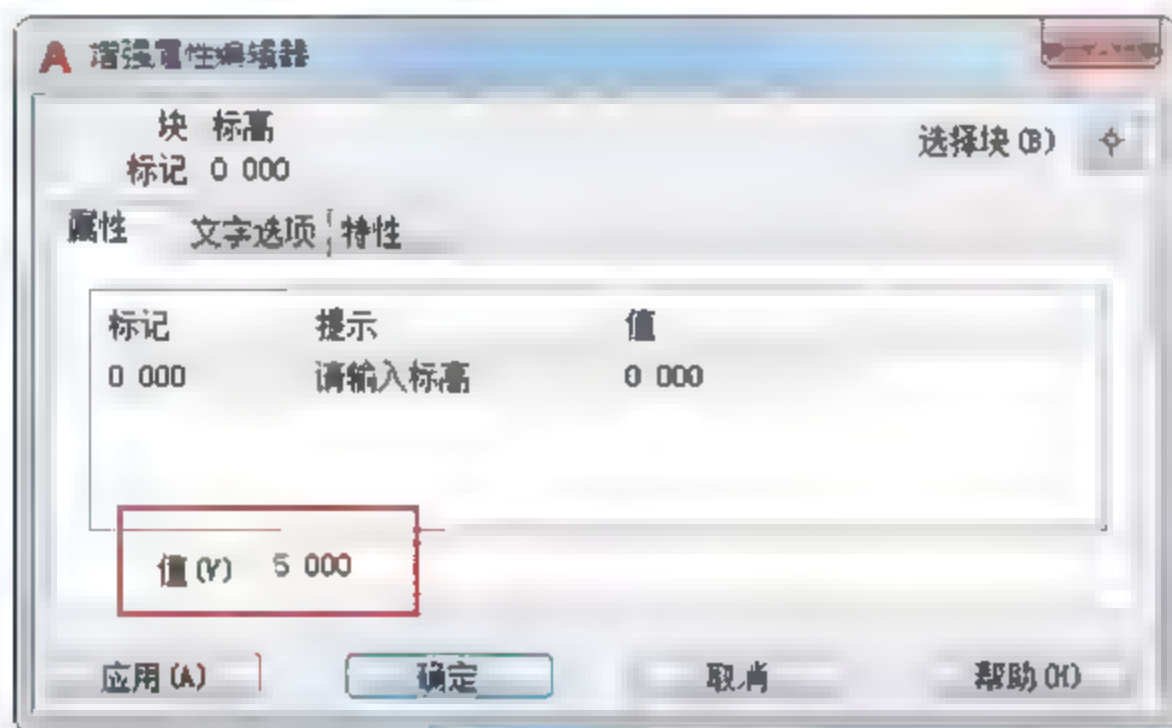 A 增强属性编辑器
块 标高
标记 0 000
选择块(B)
属性 文字选项 特性
标记 提示 值
0 000 请输入标高 0 000
值(V) 5 000
应用(A) 确定 取消 帮助(H)